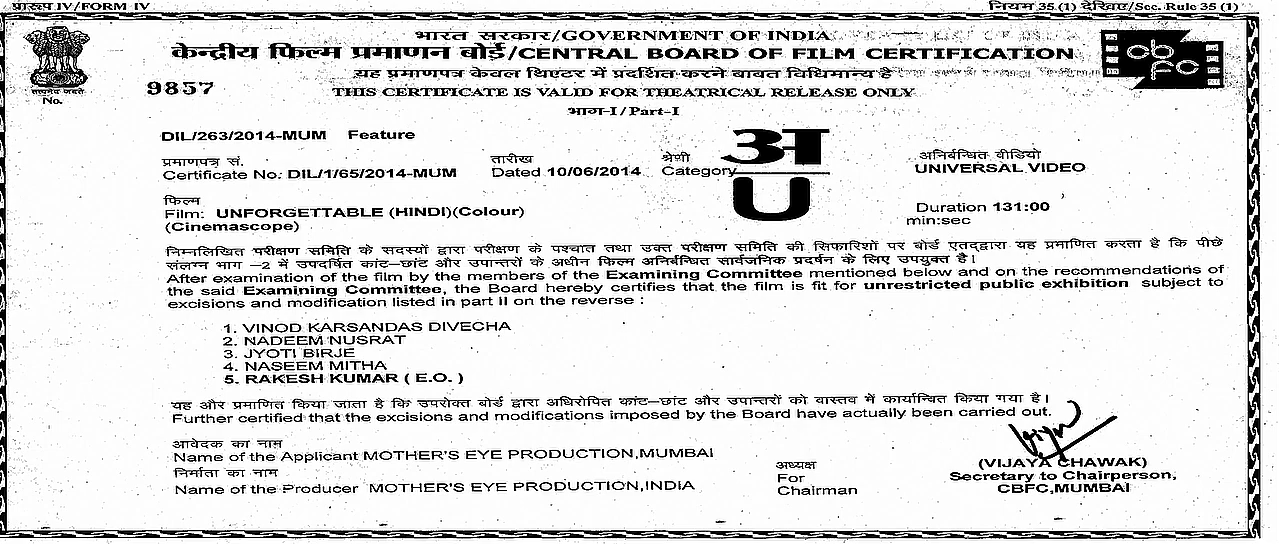 प्रारूप IV/FORM IV
नियम 35 (1) देखिए/Sec. Rule 35 (1)
भारत सरकार/GOVERNMENT OF INDIA
केन्द्रीय फिल्म प्रमाणन बोर्ड/CENTRAL BOARD OF FILM CERTIFICATION
cbfc
यह प्रमाणपत्र केवल थिएटर में प्रदर्शित करने बावत विधिमान्य है
सत्यमेव जयते
No.
9857
THIS CERTIFICATE IS VALID FOR THEATRICAL RELEASE ONLY
भाग-I/Part-I
DIL/263/2014-MUM Feature
प्रमाणपत्र सं. तारीख श्रेणी अ अनिर्बन्धित वीडियो
Certificate No. DIL/1/65/2014-MUM Dated 10/06/2014 Category U UNIVERSAL VIDEO
फिल्म
Film: UNFORGETTABLE (HINDI)(Colour) Duration 131:00
(Cinemascope) min:sec
निम्नलिखित परीक्षण समिति के सदस्यों द्वारा परीक्षण के पश्चात तथा उक्त परीक्षण समिति की सिफारिशों पर बोर्ड एतद्द्वारा यह प्रमाणित करता है कि पीछे
संलग्न भाग -2 में उपदर्षित कांट-छांट और उपान्तरों के अधीन फिल्म अनिर्बन्धित सार्वजनिक प्रदर्षन के लिए उपयुक्त है।
After examination of the film by the members of the Examining Committee mentioned below and on the recommendations of
the said Examining Committee, the Board hereby certifies that the film is fit for unrestricted public exhibition subject to
excisions and modification listed in part II on the reverse :
1. VINOD KARSANDAS DIVECHA
2. NADEEM NUSRAT
3. JYOTI BIRJE
4. NASEEM MITHA
5. RAKESH KUMAR ( E.O. )
यह और प्रमाणित किया जाता है कि उपरोक्त बोर्ड द्वारा अधिरोपित कांट-छांट और उपान्तरों को वास्तव में कार्यान्वित किया गया है।
Further certified that the excisions and modifications imposed by the Board have actually been carried out.
आवेदक का नाम
Name of the Applicant MOTHER'S EYE PRODUCTION,MUMBAI
निर्माता का नाम
Name of the Producer MOTHER'S EYE PRODUCTION,INDIA
अध्यक्ष
For
Chairman
(VIJAYA CHAWAK)
Secretary to Chairperson,
CBFC,MUMBAI